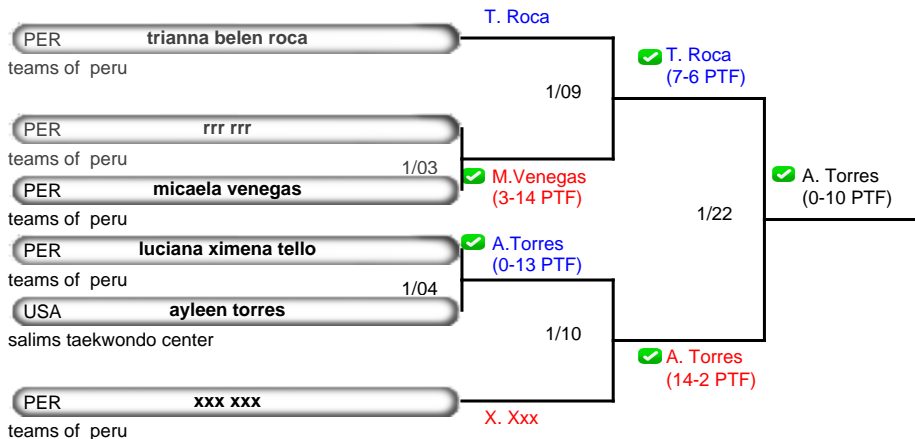 T. Roca
PER trianna belen roca
teams of peru
T. Roca
(7-6 PTF)
1/09
PER rrr rrr
teams of peru
1/03
M.Venegas
(3-14 PTF)
PER micaela venegas
teams of peru
A. Torres
(0-10 PTF)
1/22
PER luciana ximena tello
teams of peru
A.Torres
(0-13 PTF)
1/04
USA ayleen torres
salims taekwondo center
1/10
A. Torres
(14-2 PTF)
PER xxx xxx
teams of peru
X. Xxx